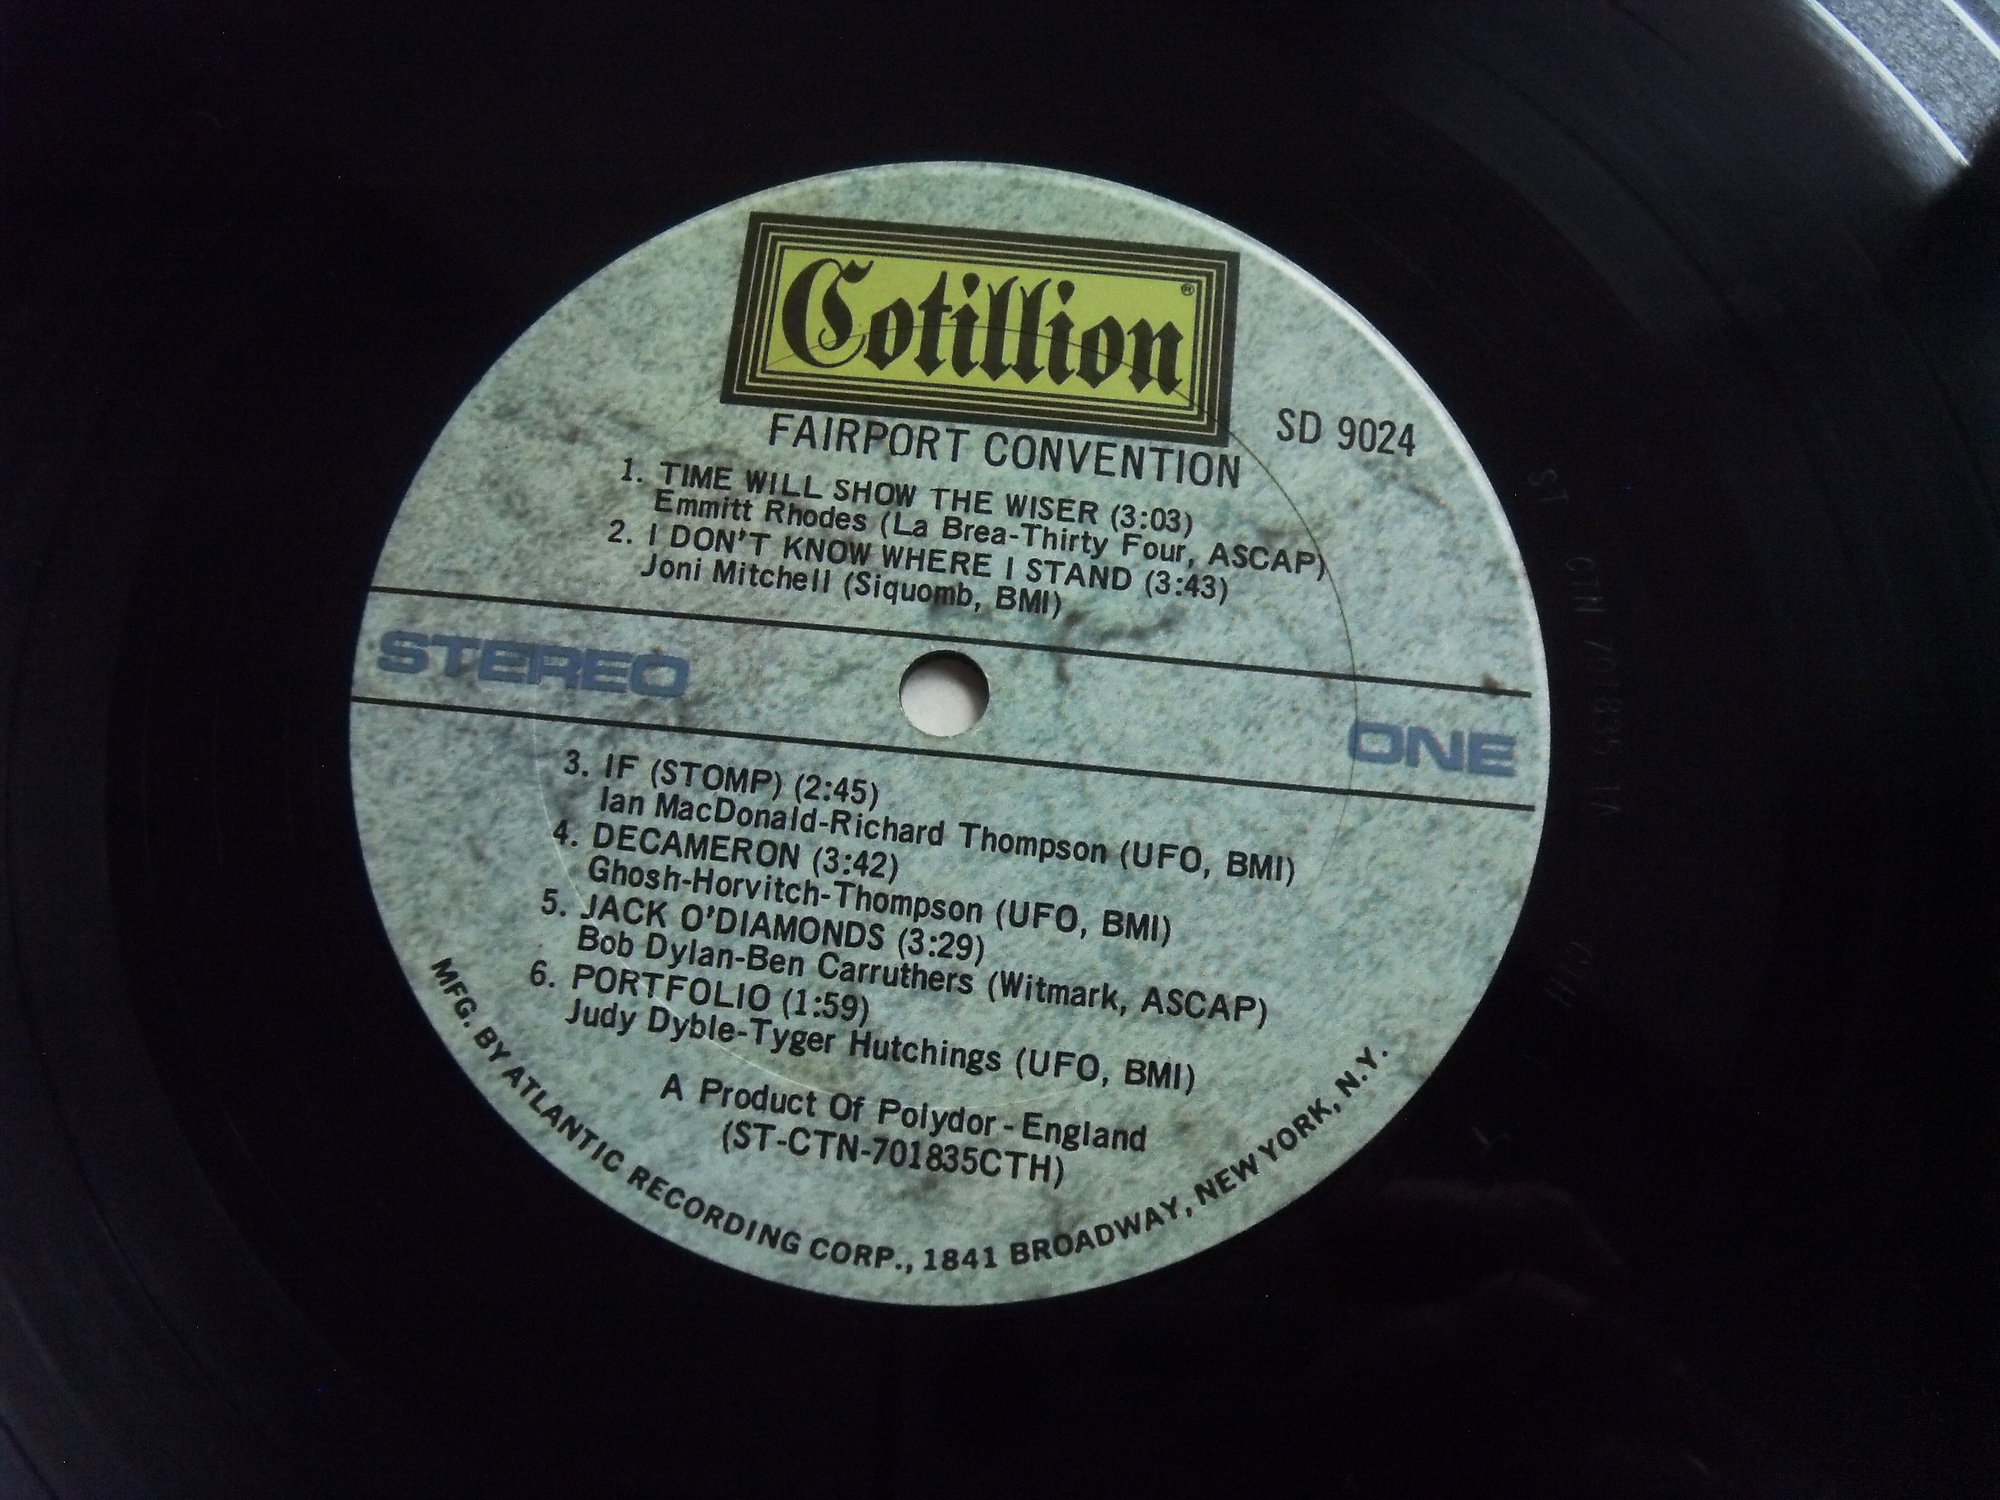 Cotillion ®
SD 9024
FAIRPORT CONVENTION
1. TIME WILL SHOW THE WISER (3:03)
Emmitt Rhodes (La Brea-Thirty Four, ASCAP)
2. I DON'T KNOW WHERE I STAND (3:43)
Joni Mitchell (Siquomb, BMI)
STEREO
ONE
3. IF (STOMP) (2:45)
Ian MacDonald-Richard Thompson (UFO, BMI)
4. DECAMERON (3:42)
Ghosh-Horvitch-Thompson (UFO, BMI)
5. JACK O'DIAMONDS (3:29)
Bob Dylan-Ben Carruthers (Witmark, ASCAP)
6. PORTFOLIO (1:59)
Judy Dyble-Tyger Hutchings (UFO, BMI)
A Product Of Polydor - England
(ST-CTN-701835CTH)
MFG. BY ATLANTIC RECORDING CORP., 1841 BROADWAY, NEW YORK, N.Y.